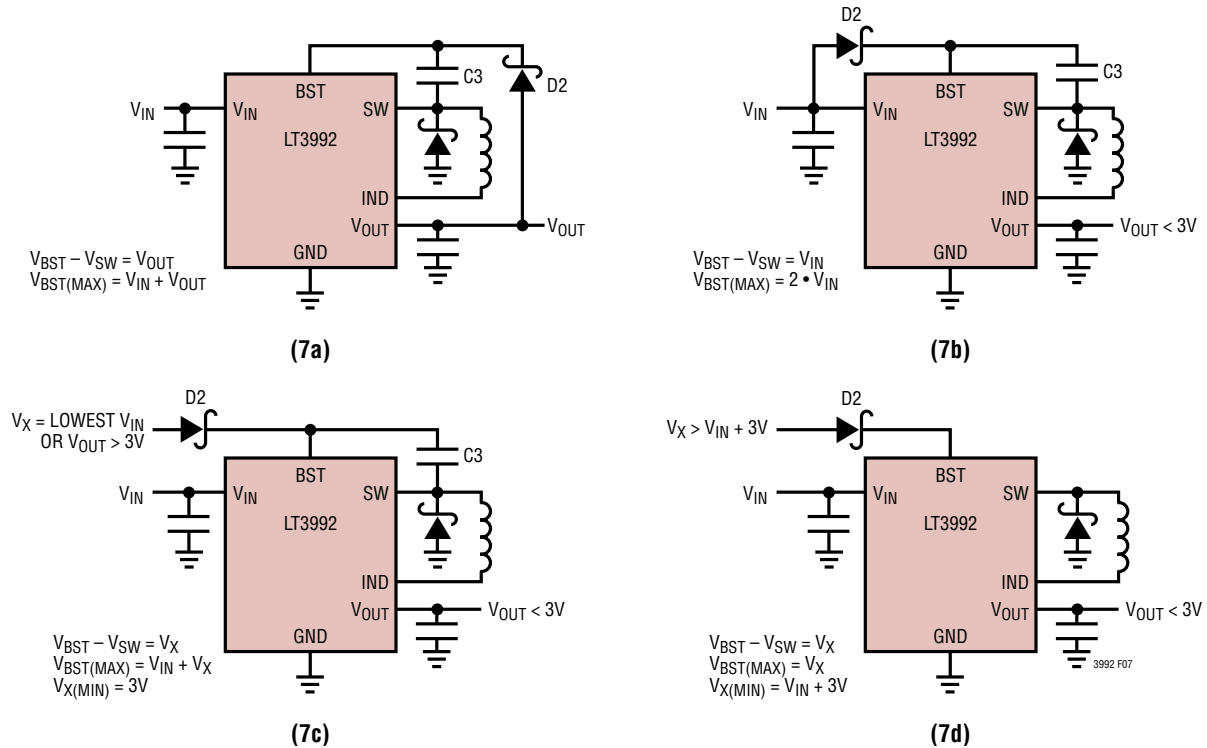 D2
BST
C3
D2
V_IN
V_IN
SW
LT3992
IND
V_OUT
V_OUT
GND
V_BST – V_SW = V_OUT
V_BST(MAX) = V_IN + V_OUT
(7a)
D2
BST
C3
V_IN
V_IN
SW
LT3992
IND
V_OUT
V_OUT < 3V
GND
V_BST – V_SW = V_IN
V_BST(MAX) = 2 • V_IN
(7b)
D2
V_X = LOWEST V_IN
OR V_OUT > 3V
BST
C3
V_IN
V_IN
SW
LT3992
IND
V_OUT
V_OUT < 3V
GND
V_BST – V_SW = V_X
V_BST(MAX) = V_IN + V_X
V_X(MIN) = 3V
(7c)
D2
V_X > V_IN + 3V
BST
V_IN
V_IN
SW
LT3992
IND
V_OUT
V_OUT < 3V
GND
V_BST – V_SW = V_X
V_BST(MAX) = V_X
V_X(MIN) = V_IN + 3V
3992 F07
(7d)